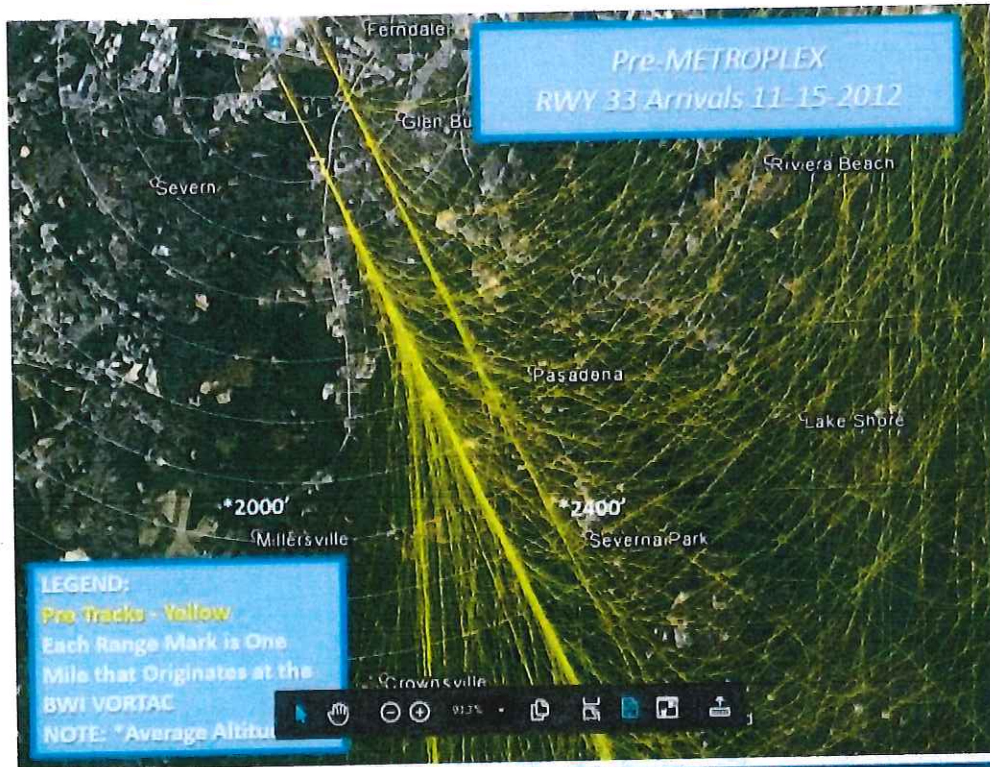 Ferndale
Pre-METROPLEX
RWY 33 Arrivals 11-15-2012
Glen Bu
Riviera Beach
Severn
Pasadena
Lake Shore
*2000'
*2400'
Millersville
Severna Park
LEGEND:
Pre Tracks - Yellow
Each Range Mark is One
Mile that Originates at the
BWI VORTAC
NOTE: *Average Altitu
Crownsville
d